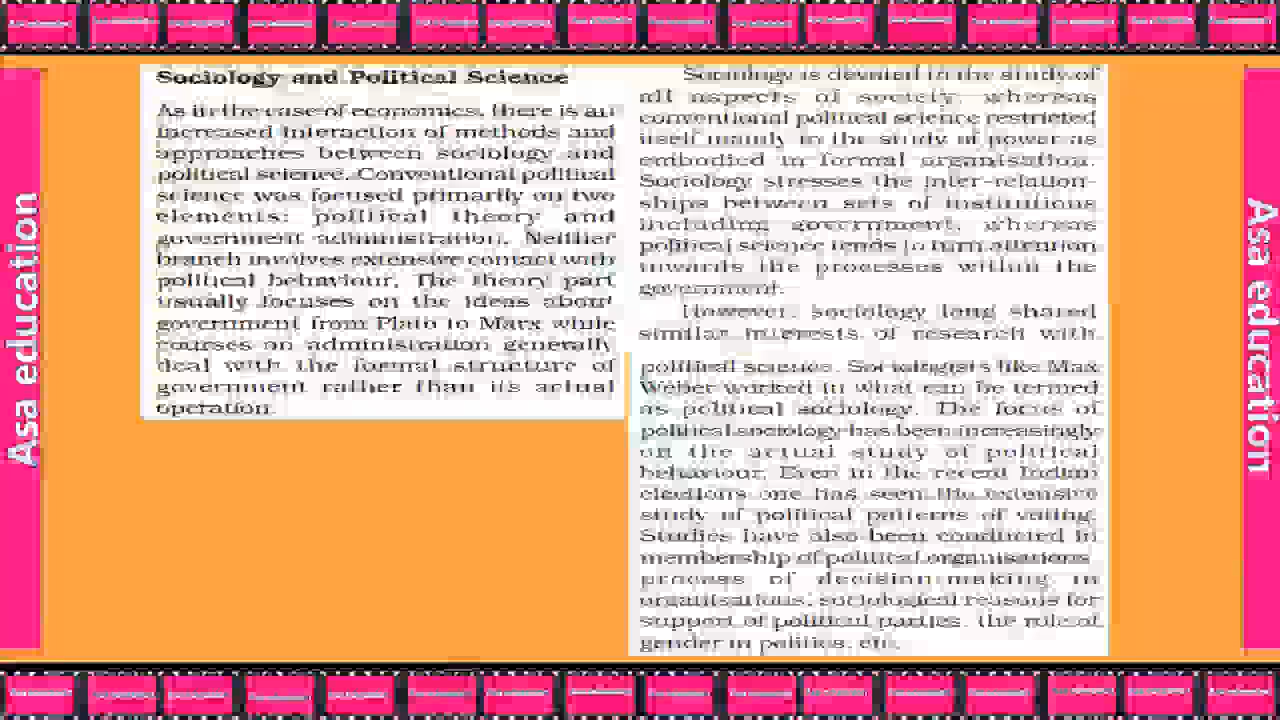 Sociology and Political Science
As in the case of economics, there is an
increased interaction of methods and
approaches between sociology and
political science. Conventional political
science was focused primarily on two
elements: political theory and
government administration. Neither
branch involves extensive contact with
political behaviour. The theory part
usually focuses on the ideas about
government from Plato to Marx while
courses on administration generally
deal with the formal structure of
government rather than its actual
operation.
Sociology is devoted to the study of
all aspects of society, whereas
conventional political science restricted
itself mainly to the study of power as
embodied in formal organisation.
Sociology stresses the inter-relation-
ships between sets of institutions
including government, whereas
political science tends to turn attention
towards the processes within the
government.
However, sociology long shared
similar interests of research with
political science. Sociologists like Max
Weber worked in what can be termed
as political sociology. The focus of
political sociology has been increasingly
on the actual study of political
behaviour. Even in the recent Indian
elections one has seen the extensive
study of political patterns of voting.
Studies have also been conducted in
membership of political organisations,
process of decision-making in
organisations, sociological reasons for
support of political parties, the role of
gender in politics, etc.
Asa education
Asa education